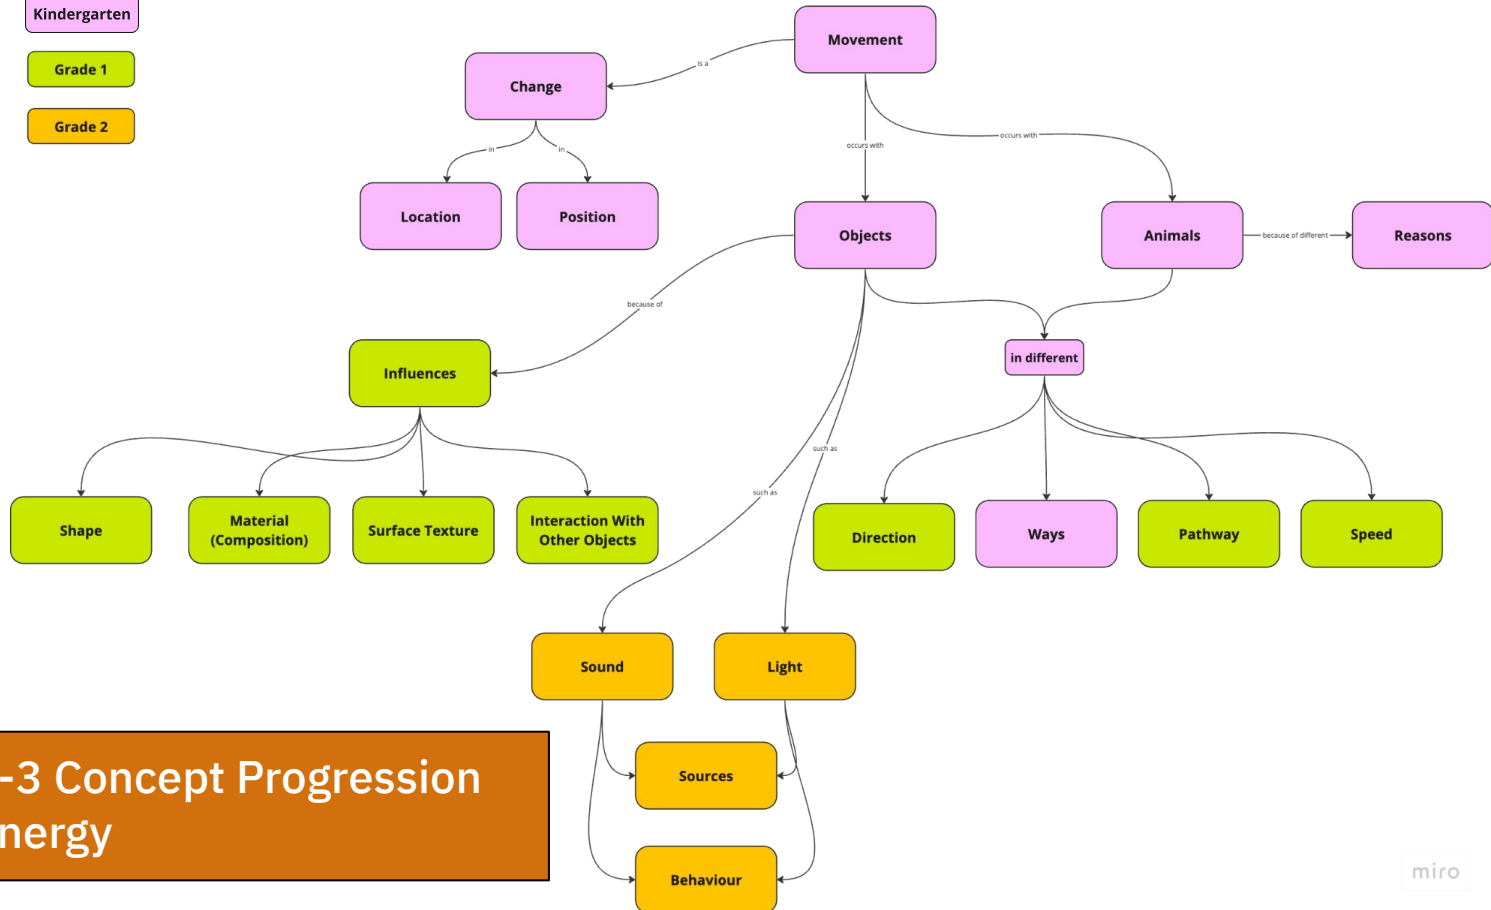 Kindergarten
Grade 1
Grade 2
Movement
is a
Change
in
in
Location
Position
occurs with
occurs with
Objects
Animals
because of different
Reasons
because of
Influences
in different
Shape
Material
(Composition)
Surface Texture
Interaction With
Other Objects
such as
such as
Direction
Ways
Pathway
Speed
Sound
Light
Sources
Behaviour
-3 Concept Progression
nergy
miro